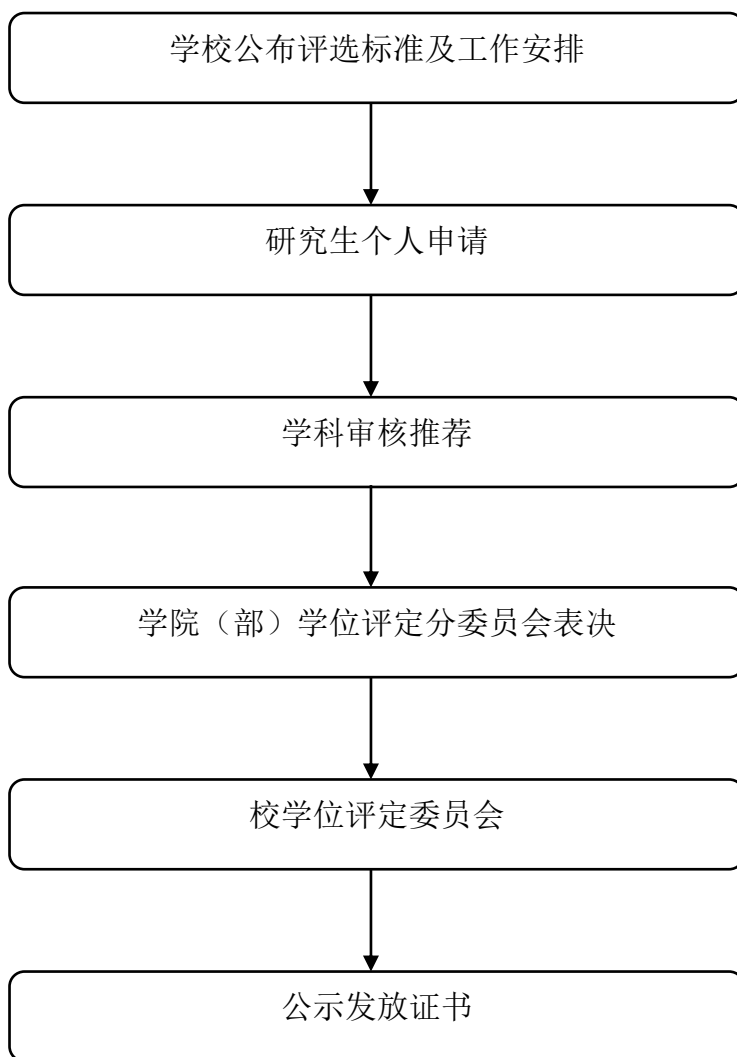 学校公布评选标准及工作安排
研究生个人申请
学科审核推荐
学院（部）学位评定分委员会表决
校学位评定委员会
公示发放证书